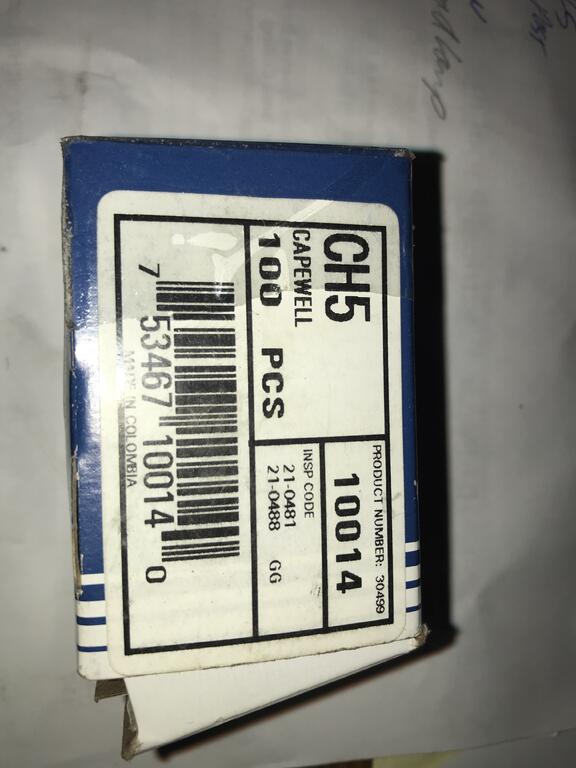 CH5
CAPEWELL
100 PCS
PRODUCT NUMBER: 30499
10014
INSP CODE
21-0481
21-0488 GG
7 53467 10014 0
MADE IN COLOMBIA